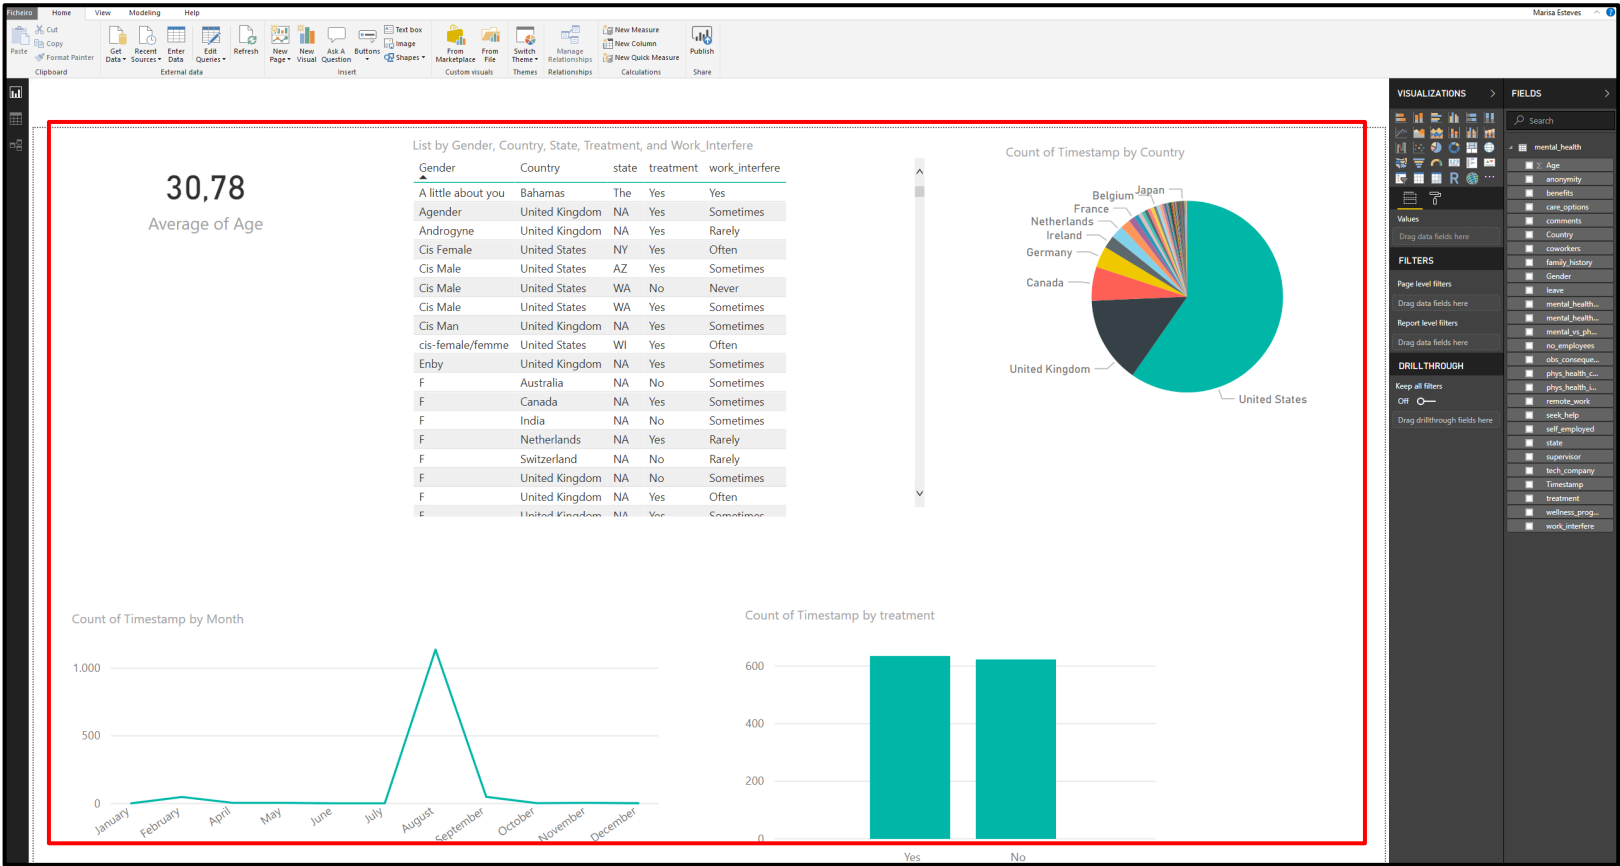 Ficheiro Home View Modeling Help Marisa Esteves
Paste
Cut
Copy
Format Painter
Clipboard
Get Data
Recent Sources
Enter Data
Edit Queries
Refresh
External data
New Page
New Visual
Ask A Question
Buttons
Text box
Image
Shapes
Insert
From Marketplace
From File
Custom visuals
Switch Theme
Themes
Manage Relationships
Relationships
New Measure
New Column
New Quick Measure
Calculations
Publish
Share
30,78
Average of Age
List by Gender, Country, State, Treatment, and Work_Interfere
Gender Country state treatment work_interfere
A little about you Bahamas The Yes Yes
Agender United Kingdom NA Yes Sometimes
Androgyne United Kingdom NA Yes Rarely
Cis Female United States NY Yes Often
Cis Male United States AZ Yes Sometimes
Cis Male United States WA No Never
Cis Male United States WA Yes Sometimes
Cis Man United Kingdom NA Yes Sometimes
cis-female/femme United States WI Yes Often
Enby United Kingdom NA Yes Sometimes
F Australia NA No Sometimes
F Canada NA Yes Sometimes
F India NA No Sometimes
F Netherlands NA Yes Rarely
F Switzerland NA No Rarely
F United Kingdom NA No Sometimes
F United Kingdom NA Yes Often
F United Kingdom NA Yes Sometimes
Count of Timestamp by Country
Japan
Belgium
France
Netherlands
Ireland
Germany
Canada
United Kingdom
United States
Count of Timestamp by Month
1.000
500
0
January February April May June July August September October November December
Count of Timestamp by treatment
600
400
200
0
Yes No
VISUALIZATIONS
R
Values
Drag data fields here
FILTERS
Page level filters
Drag data fields here
Report level filters
Drag data fields here
DRILLTHROUGH
Keep all filters
Off
Drag drillthrough fields here
FIELDS
Search
mental_health
Age
anonymity
benefits
care_options
comments
Country
coworkers
family_history
Gender
leave
mental_health...
mental_health...
mental_vs_ph...
no_employees
obs_conseque...
phys_health_c...
phys_health_i...
remote_work
seek_help
self_employed
state
supervisor
tech_company
Timestamp
treatment
wellness_prog...
work_interfere